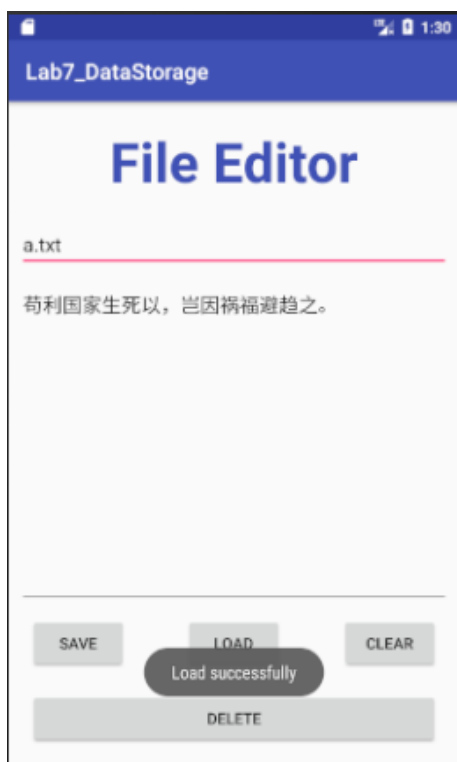 1:30
Lab7_DataStorage
File Editor
a.txt
苟利国家生死以，岂因祸福避趋之。
SAVE
LOAD
CLEAR
Load successfully
DELETE